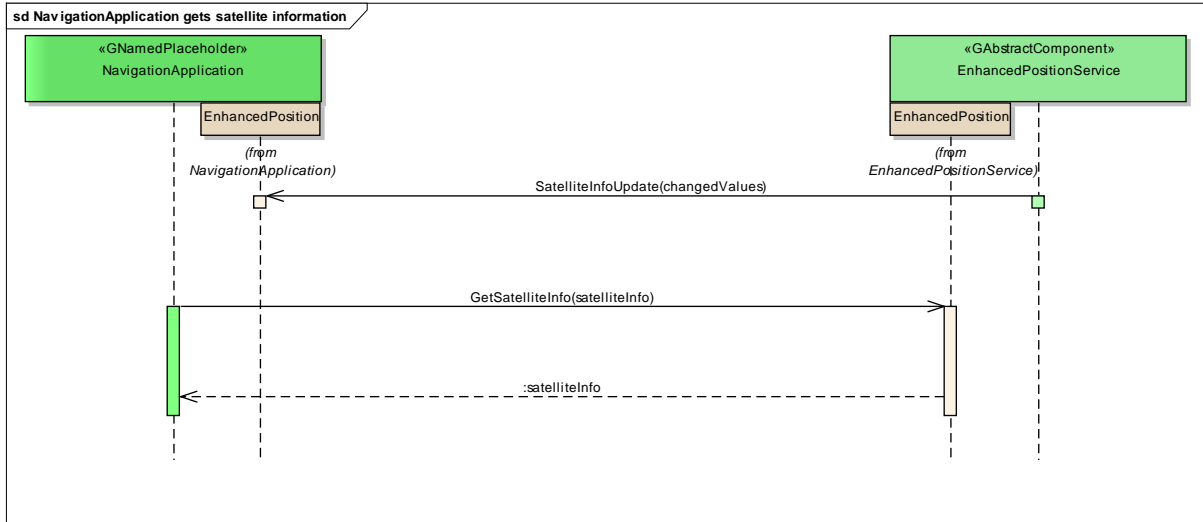 sd NavigationApplication gets satellite information
«GNamedPlaceholder»
NavigationApplication
«GAbstractComponent»
EnhancedPositionService
EnhancedPosition
EnhancedPosition
(from
NavigationApplication)
(from
EnhancedPositionService)
SatelliteInfoUpdate(changedValues)
GetSatelliteInfo(satelliteInfo)
:satelliteInfo